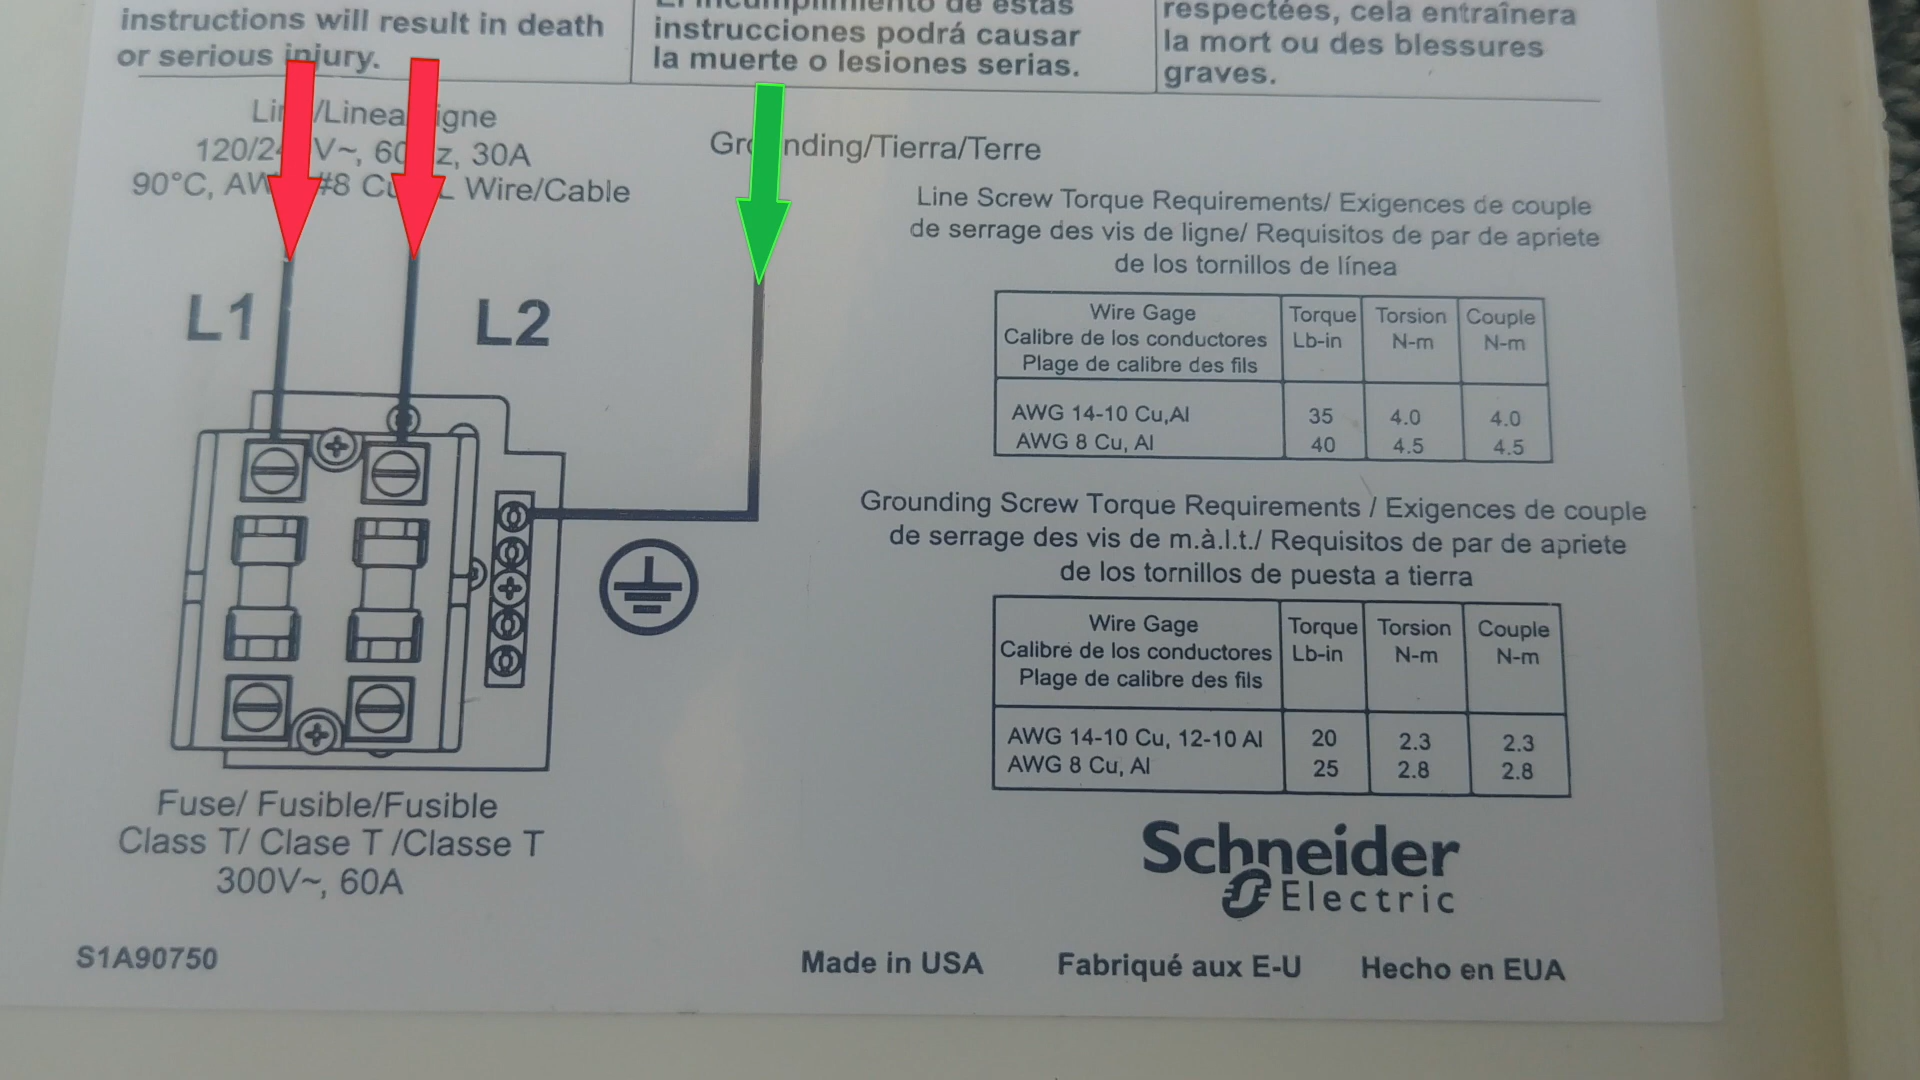 instructions will result in death
or serious injury.
de estas
instrucciones podrá causar
la muerte o lesiones serias.
respectées, cela entraînera
la mort ou des blessures
graves.
/Linea
30A
90°C, #8 Wire/Cable
L1
L2
Fuse/ Fusible/Fusible
Class T/ Clase T /Classe T
300V~, 60A
S1A90750
Grounding/Tierra/Terre
Line Screw Torque Requirements/ Exigences de couple
de serrage des vis de ligne/ Requisitos de par de apriete
de los tornillos de línea
Wire Gage
Calibre de los conductores
Plage de calibre des fils
Torque
Lb-in
Torsion
N-m
Couple
N-m
AWG 14-10 Cu,Al 35 4.0 4.0
AWG 8 Cu, Al 40 4.5 4.5
Grounding Screw Torque Requirements / Exigences de couple
de serrage des vis de m.à.l.t./ Requisitos de par de apriete
de los tornillos de puesta a tierra
Wire Gage
Calibre de los conductores
Plage de calibre des fils
Torque
Lb-in
Torsion
N-m
Couple
N-m
AWG 14-10 Cu, 12-10 Al 20 2.3 2.3
AWG 8 Cu, Al 25 2.8 2.8
Schneider
Electric
Made in USA Fabriqué aux E-U Hecho en EUA